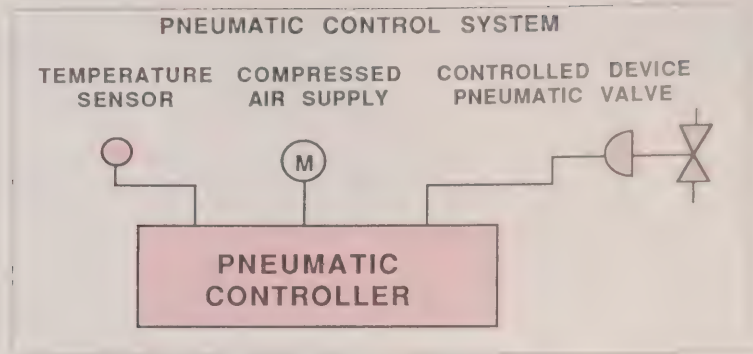 PNEUMATIC CONTROL SYSTEM
TEMPERATURE SENSOR
COMPRESSED AIR SUPPLY
CONTROLLED DEVICE
PNEUMATIC VALVE
M
PNEUMATIC
CONTROLLER